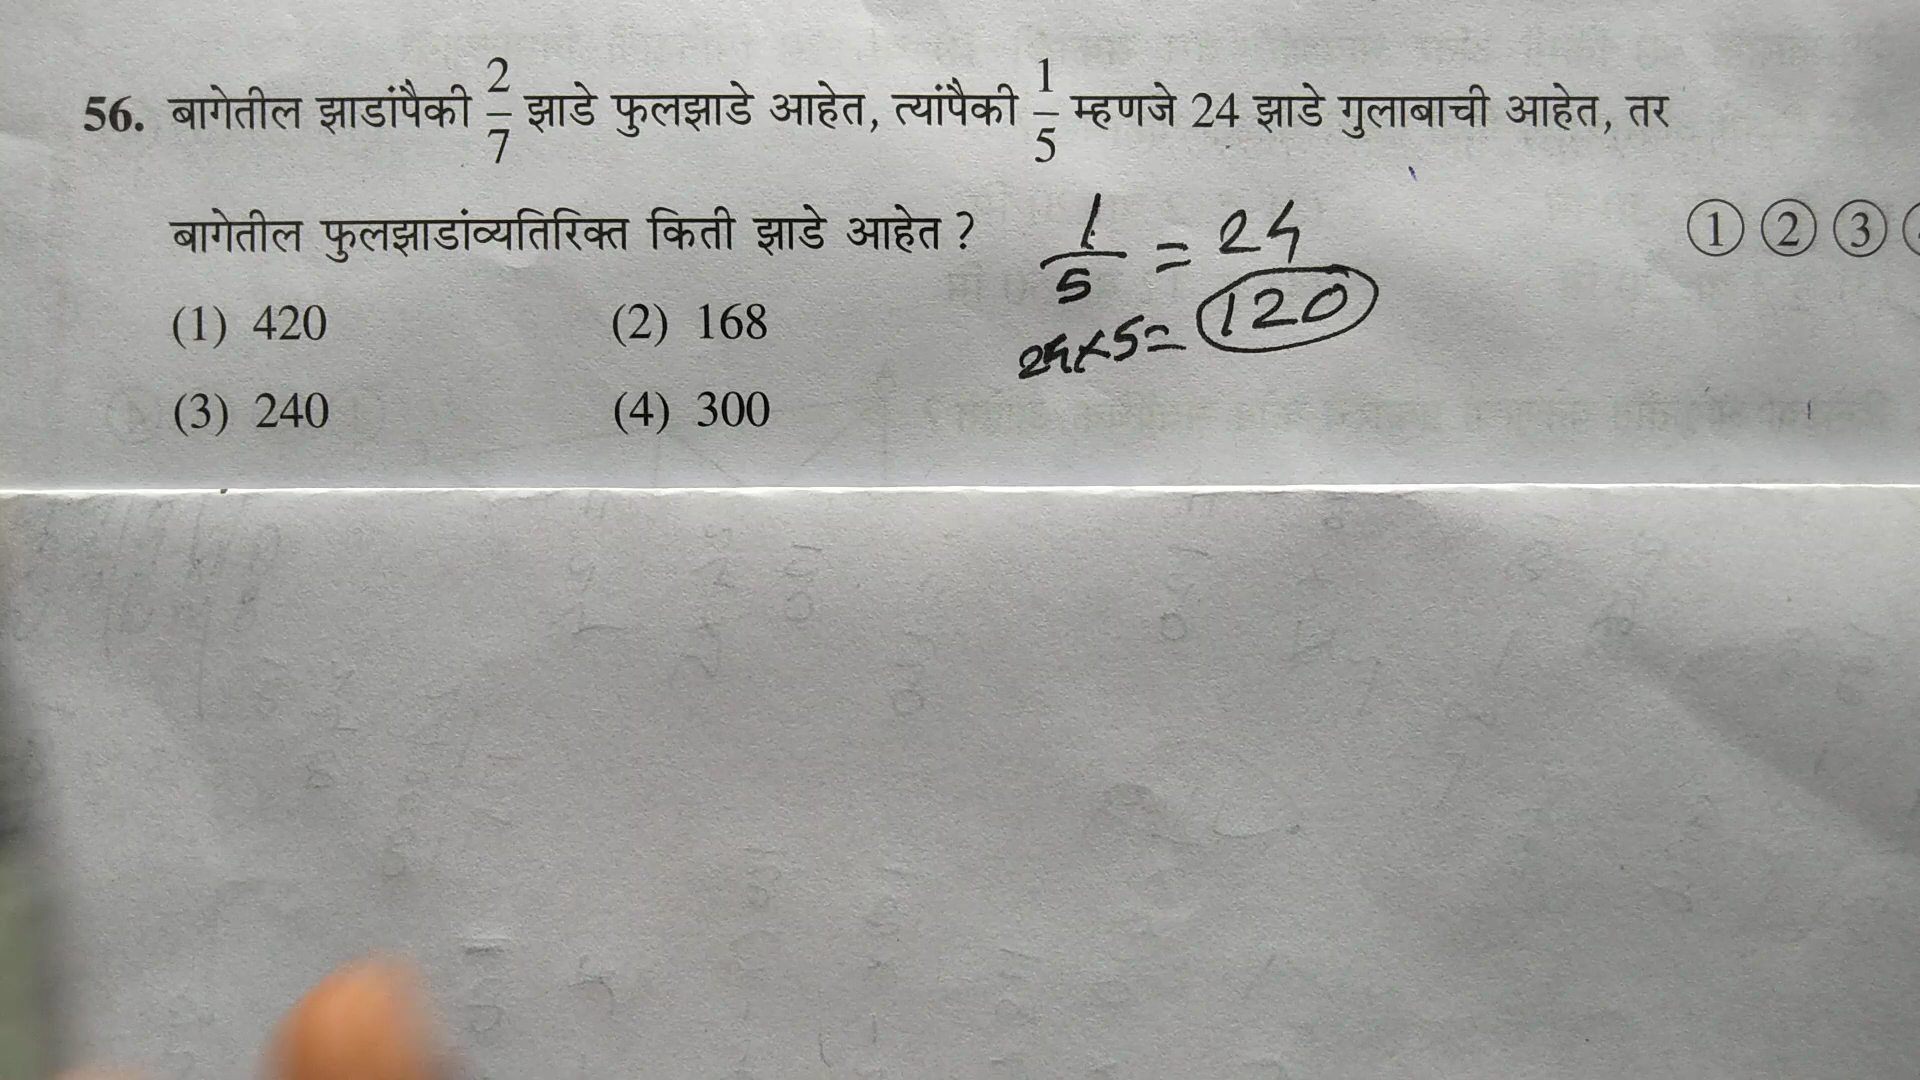 56. बागेतील झाडांपैकी 2/7 झाडे फुलझाडे आहेत, त्यांपैकी 1/5 म्हणजे 24 झाडे गुलाबाची आहेत, तर
बागेतील फुलझाडांव्यतिरिक्त किती झाडे आहेत ? ① ② ③
1/5 = 24
24×5= 120
(1) 420 (2) 168
(3) 240 (4) 300